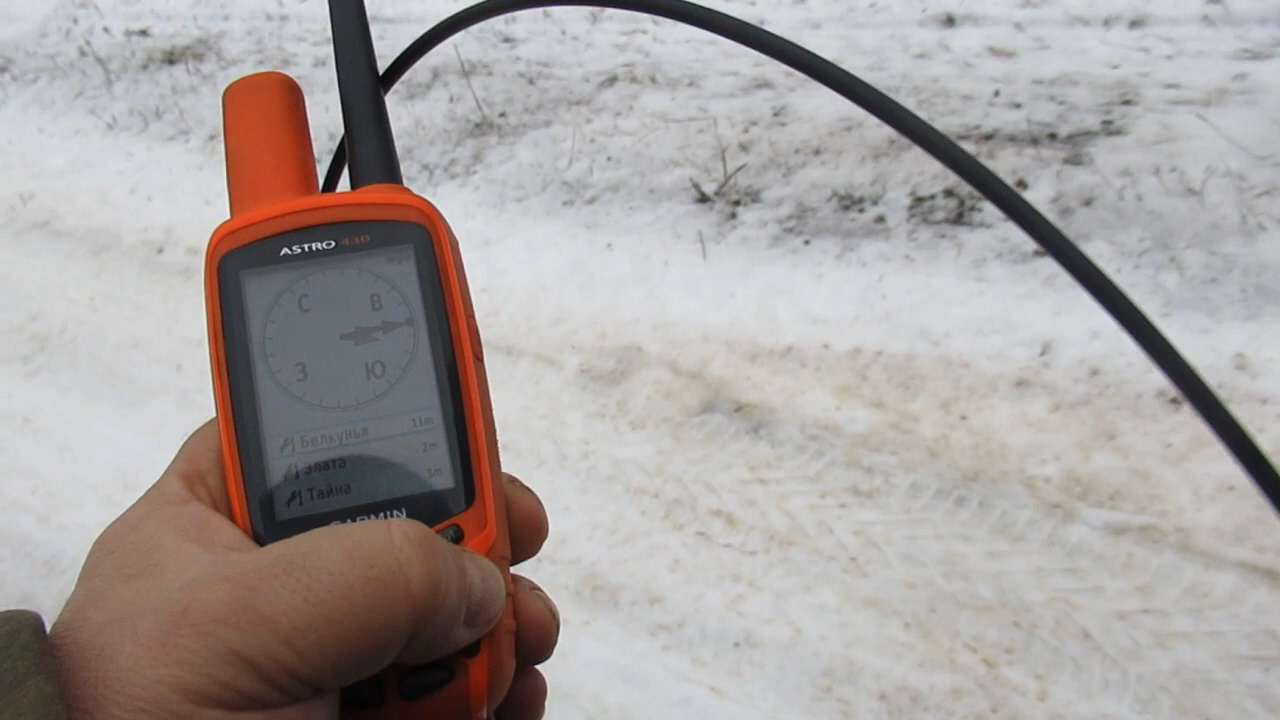 ASTRO 430
С В
З Ю
Белкунья 11m
Злата 2m
Тайна 3m
GARMIN